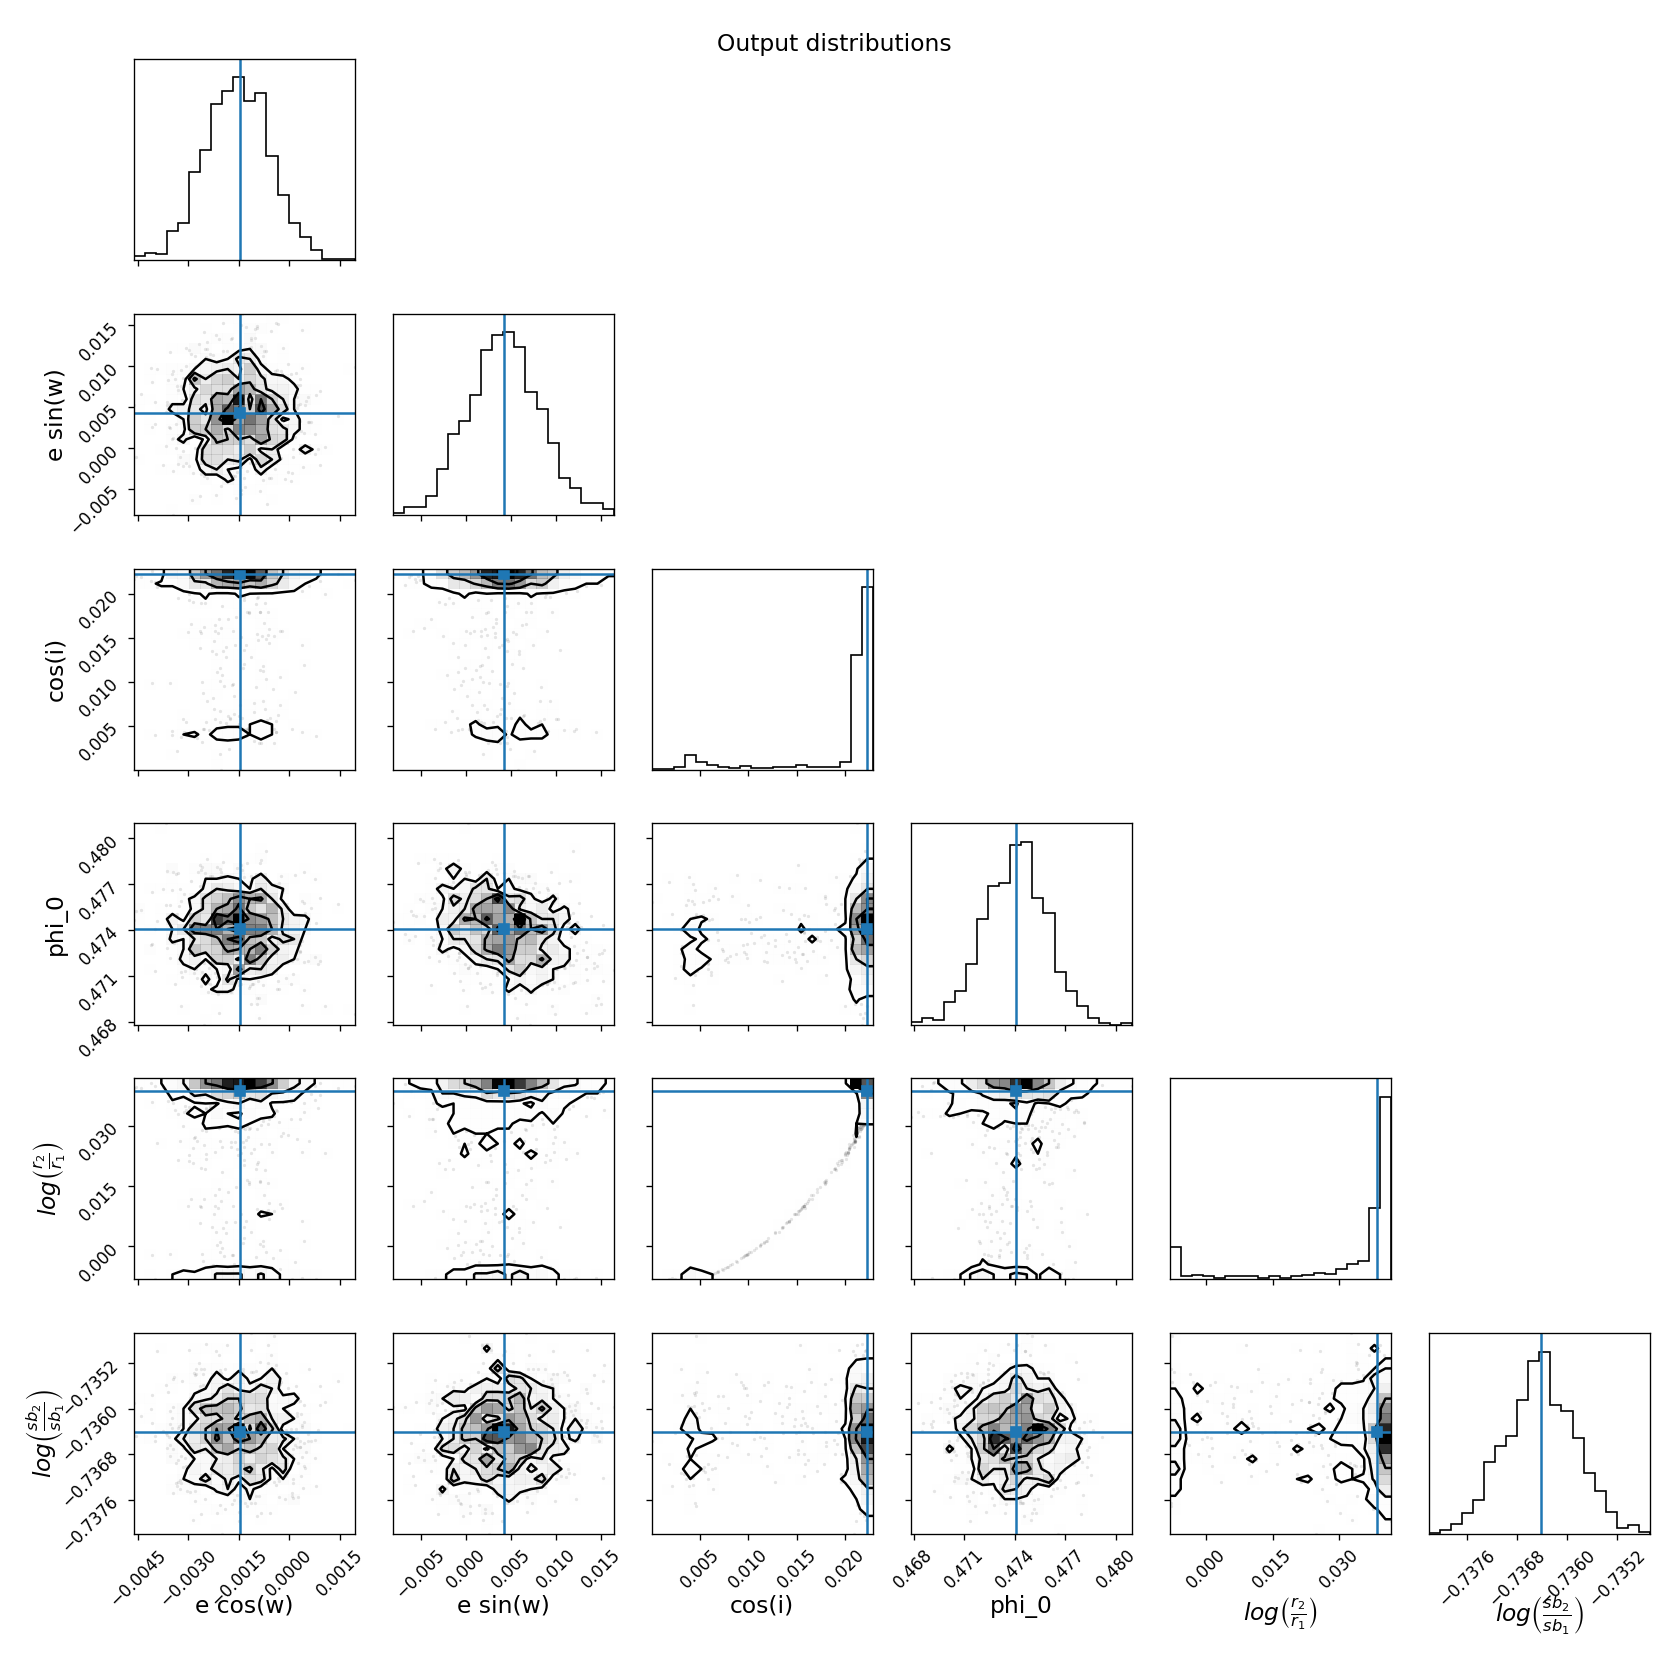 Output distributions
e sin(w)
0.015
0.010
0.005
0.000
−0.005
cos(i)
0.020
0.015
0.010
0.005
phi_0
0.480
0.477
0.474
0.471
0.468
log(r₂/r₁)
0.030
0.015
0.000
log(sb₂/sb₁)
−0.7352
−0.7360
−0.7368
−0.7376
−0.0045 −0.0030 −0.0015 0.0000 0.0015 −0.005 0.000 0.005 0.010 0.015 0.005 0.010 0.015 0.020 0.468 0.471 0.474 0.477 0.480 0.000 0.015 0.030 −0.7376 −0.7368 −0.7360 −0.7352
e cos(w) e sin(w) cos(i) phi_0 log(r₂/r₁) log(sb₂/sb₁)